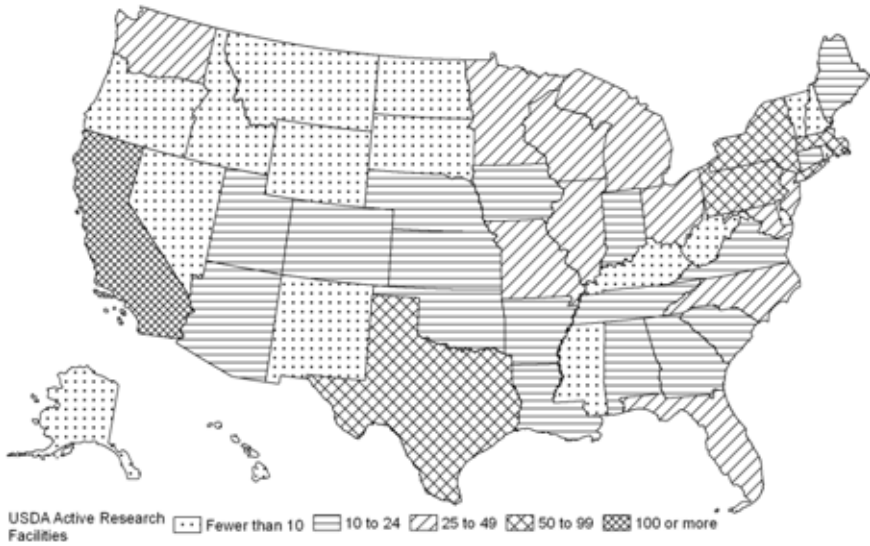 USDA Active Research Facilities
Fewer than 10
10 to 24
25 to 49
50 to 99
100 or more